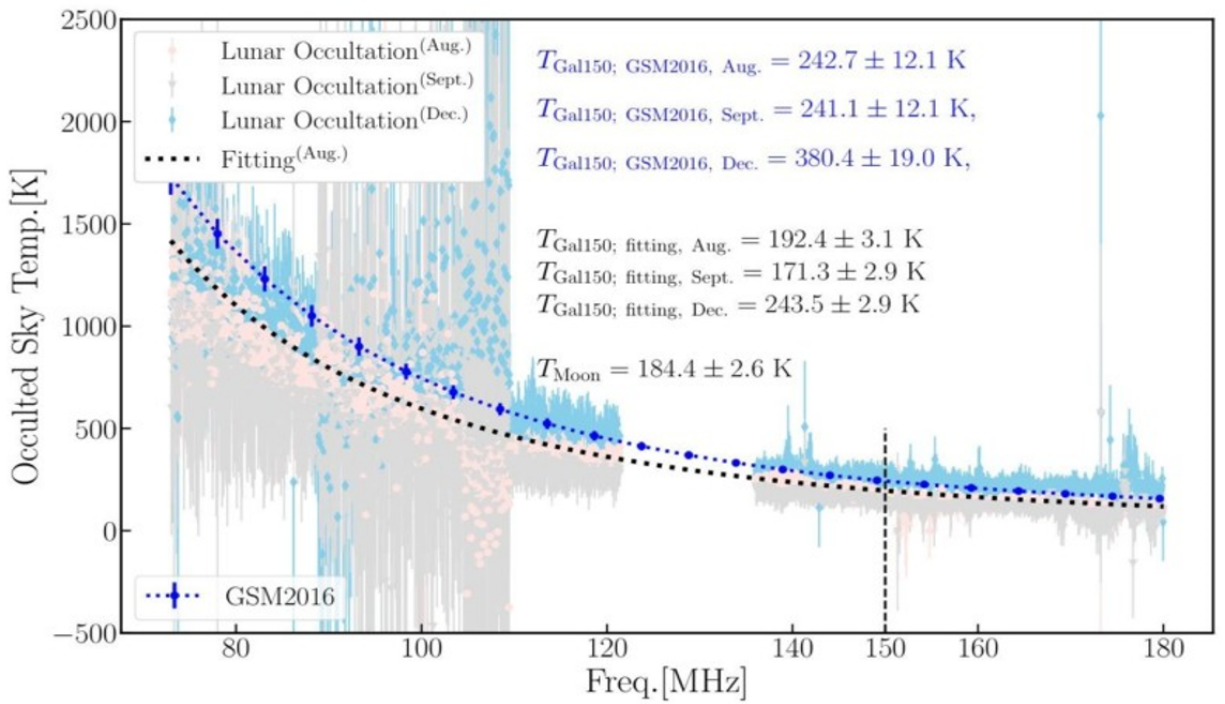 2500
2000
1500
1000
500
0
−500
Occulted Sky Temp.[K]
Lunar Occultation(Aug.)
Lunar Occultation(Sept.)
Lunar Occultation(Dec.)
Fitting(Aug.)
TGal150; GSM2016, Aug. = 242.7 ± 12.1 K
TGal150; GSM2016, Sept. = 241.1 ± 12.1 K,
TGal150; GSM2016, Dec. = 380.4 ± 19.0 K,
TGal150; fitting, Aug. = 192.4 ± 3.1 K
TGal150; fitting, Sept. = 171.3 ± 2.9 K
TGal150; fitting, Dec. = 243.5 ± 2.9 K
TMoon = 184.4 ± 2.6 K
GSM2016
80 100 120 140 150 160 180
Freq.[MHz]